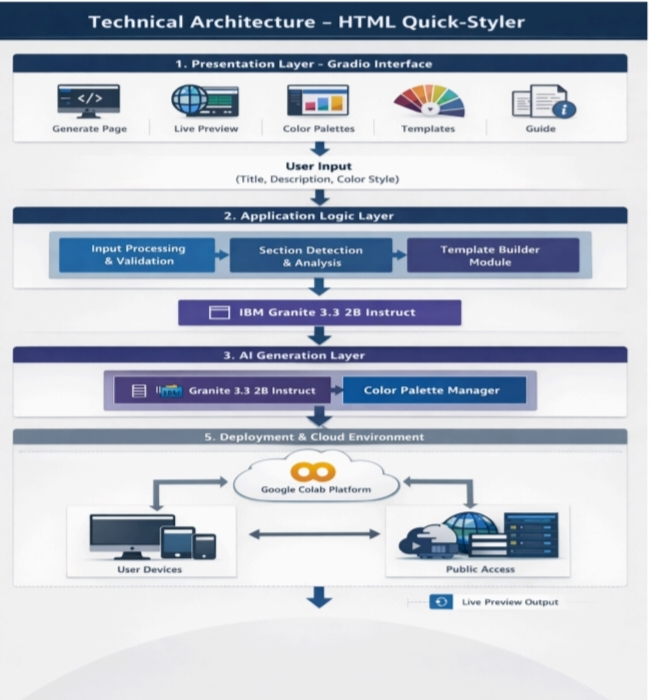 Technical Architecture – HTML Quick-Styler
1. Presentation Layer – Gradio Interface
</>
Generate Page
Live Preview
Color Palettes
Templates
Guide
User Input
(Title, Description, Color Style)
2. Application Logic Layer
Input Processing
& Validation
Section Detection
& Analysis
Template Builder
Module
IBM Granite 3.3 2B Instruct
3. AI Generation Layer
Granite 3.3 2B Instruct
Color Palette Manager
5. Deployment & Cloud Environment
Google Colab Platform
User Devices
Public Access
Live Preview Output